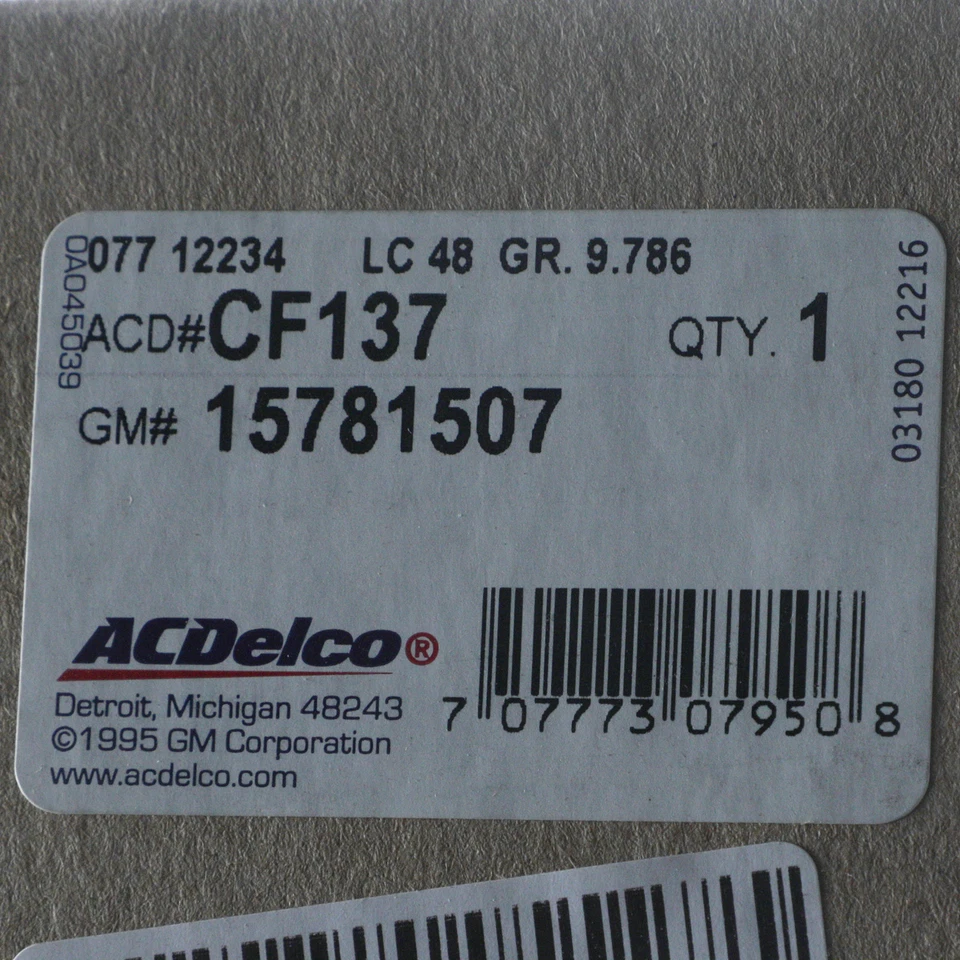 077 12234 LC 48 GR. 9.786
ACD#CF137 QTY. 1
GM# 15781507
0A045039
03180 12216
ACDelco®
Detroit, Michigan 48243
©1995 GM Corporation
www.acdelco.com
7 07773 07950 8